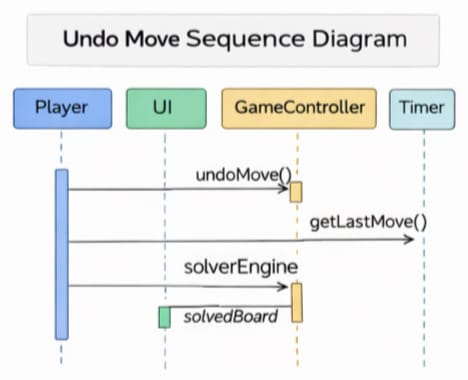 Undo Move Sequence Diagram
Player
UI
GameController
Timer
undoMove()
getLastMove()
solverEngine
solvedBoard